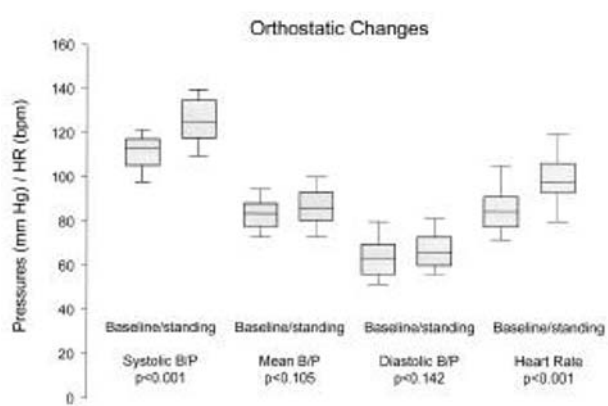 Orthostatic Changes
Pressures (mm Hg) / HR (bpm)
160
140
120
100
80
60
40
20
0
Baseline/standing Baseline/standing Baseline/standing Baseline/standing
Systolic B/P Mean B/P Diastolic B/P Heart Rate
p<0.001 p<0.105 p<0.142 p<0.001